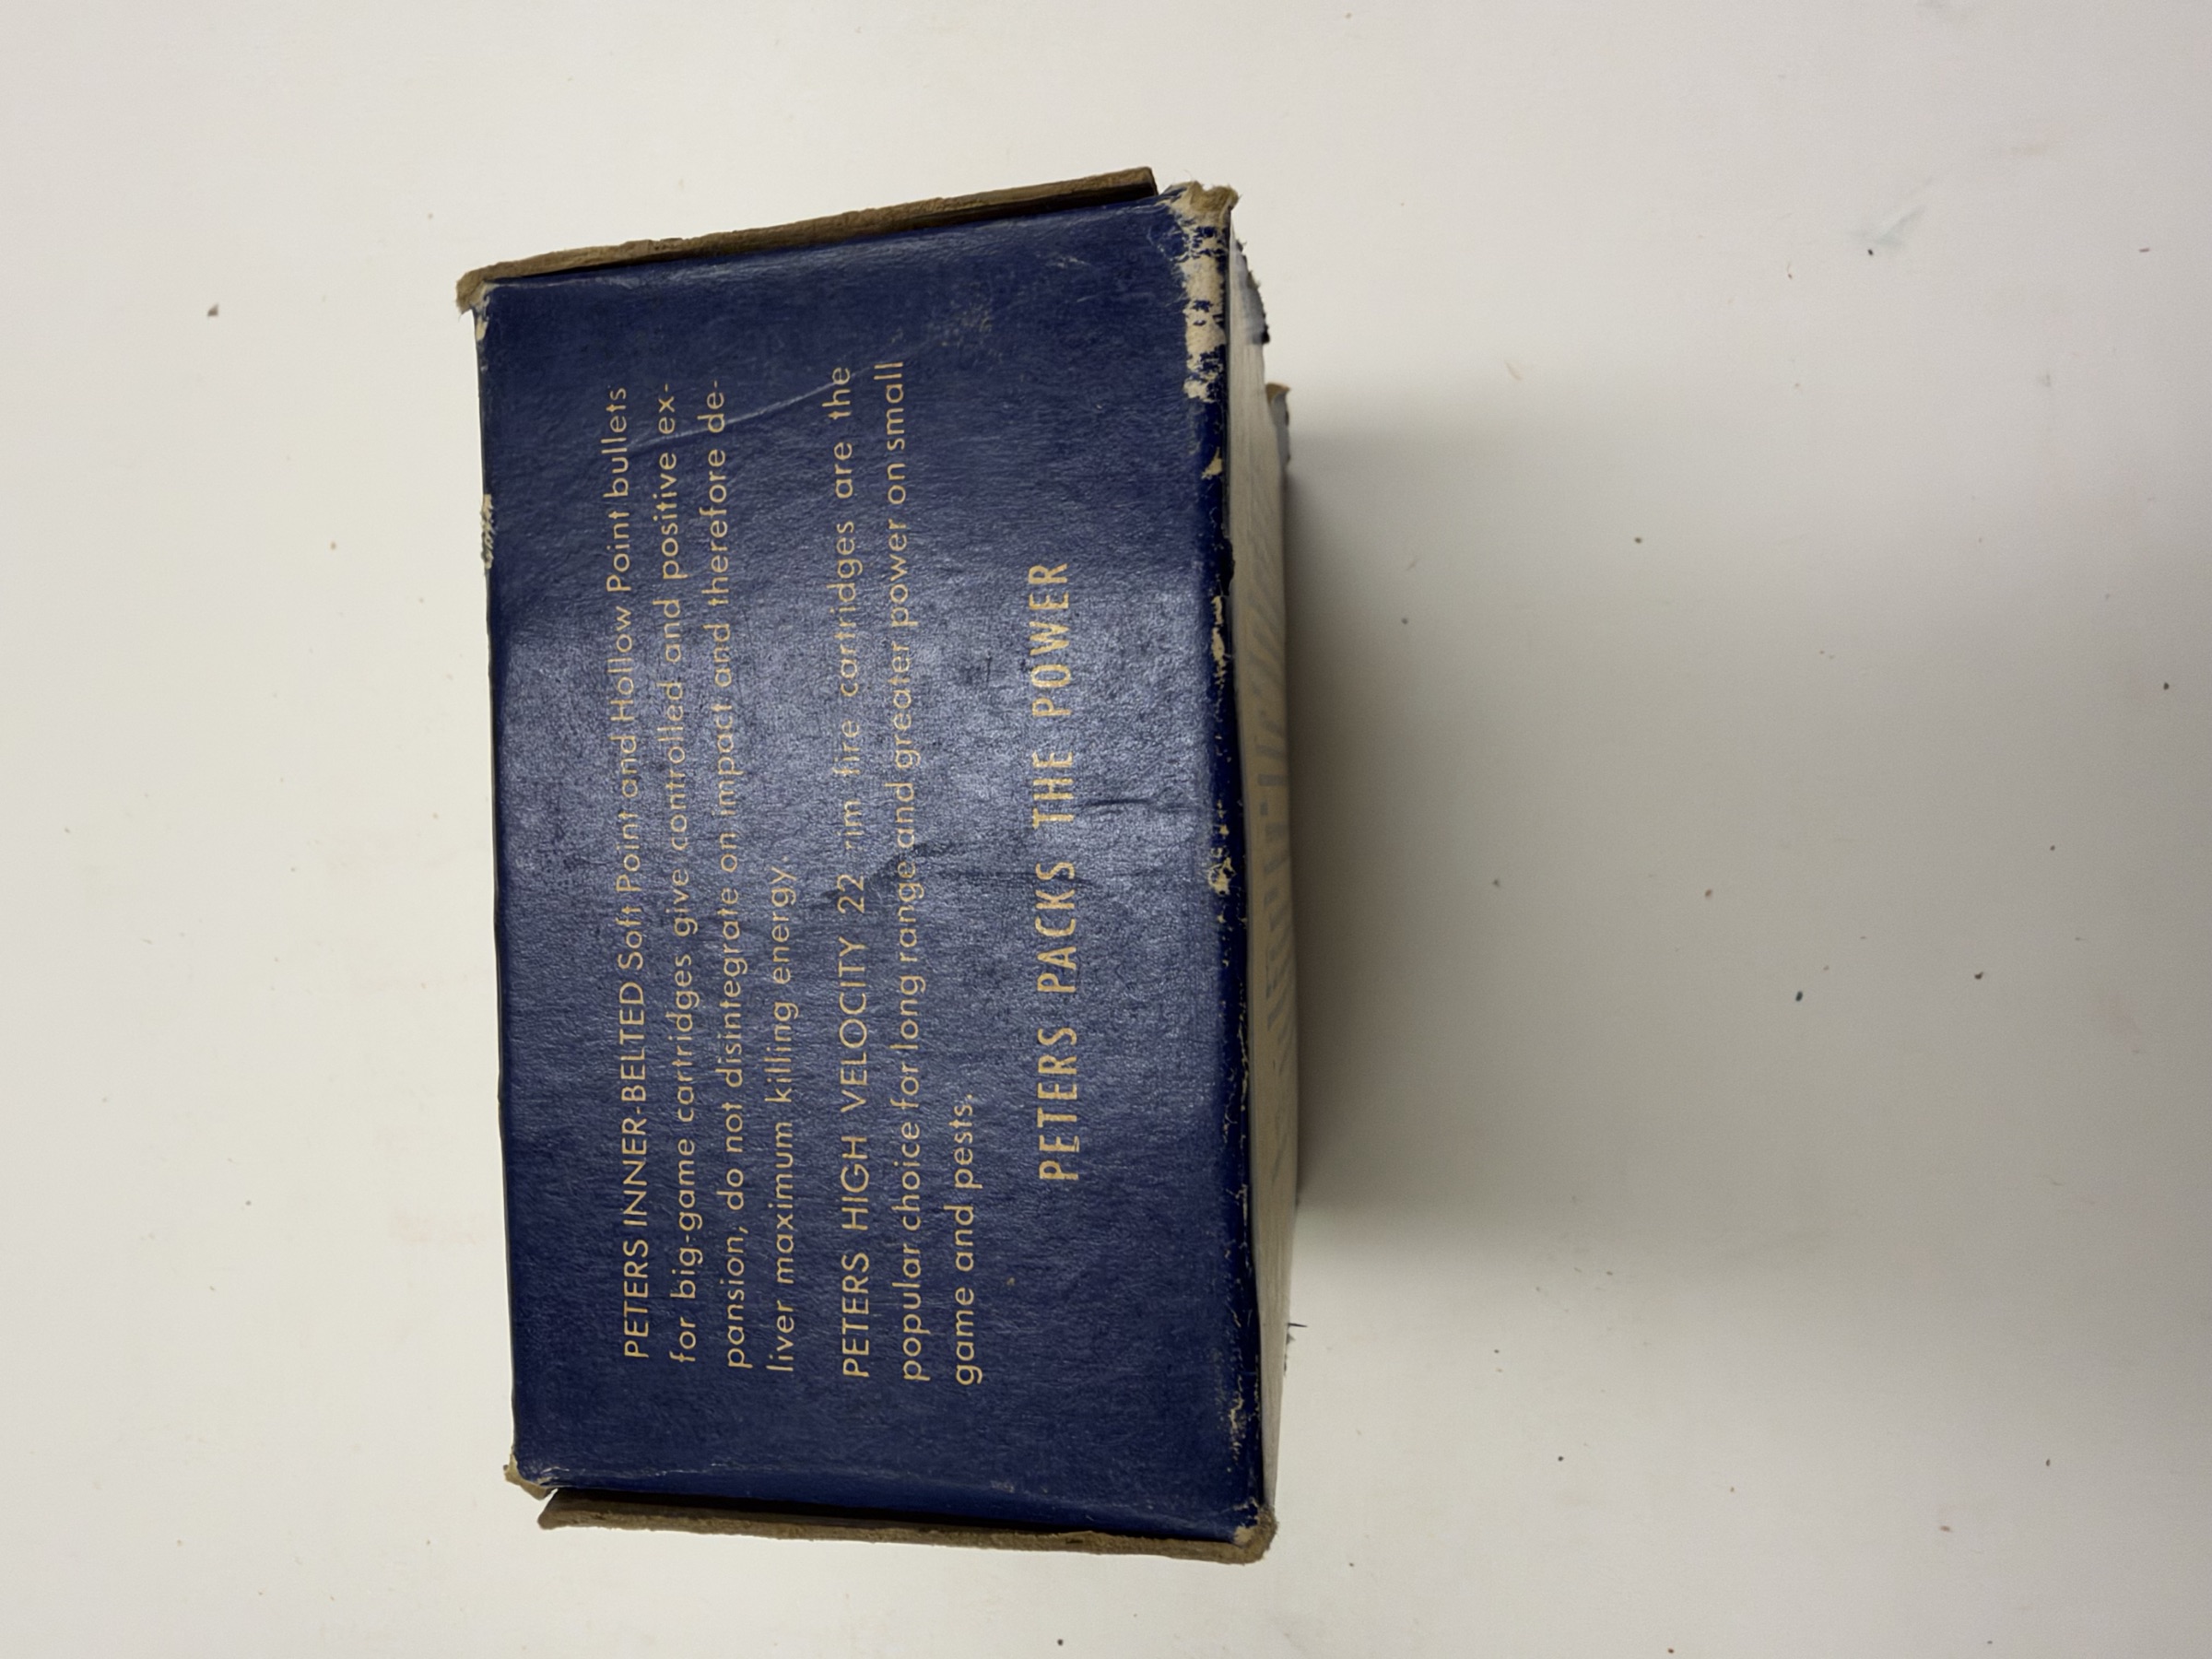 PETERS INNER-BELTED Soft Point and Hollow Point bullets
for big-game cartridges give controlled and positive ex-
pansion, do not disintegrate on impact and therefore de-
liver maximum killing energy.
PETERS HIGH VELOCITY 22 rim fire cartridges are the
popular choice for long range and greater power on small
game and pests.
PETERS PACKS THE POWER